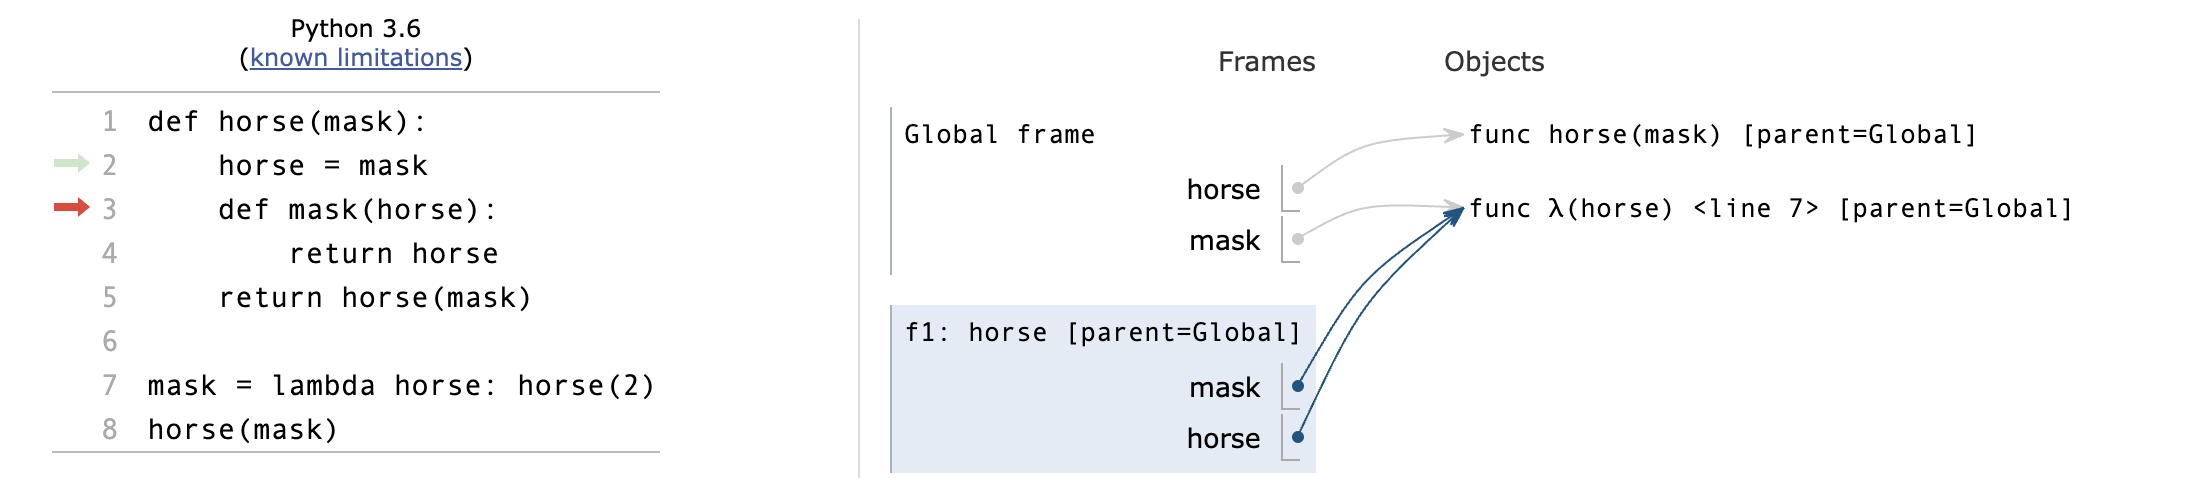 Python 3.6
(known limitations)
1 def horse(mask):
2     horse = mask
3     def mask(horse):
4         return horse
5     return horse(mask)
6
7 mask = lambda horse: horse(2)
8 horse(mask)
Frames Objects
Global frame
horse
mask
func horse(mask) [parent=Global]
func λ(horse) <line 7> [parent=Global]
f1: horse [parent=Global]
mask
horse